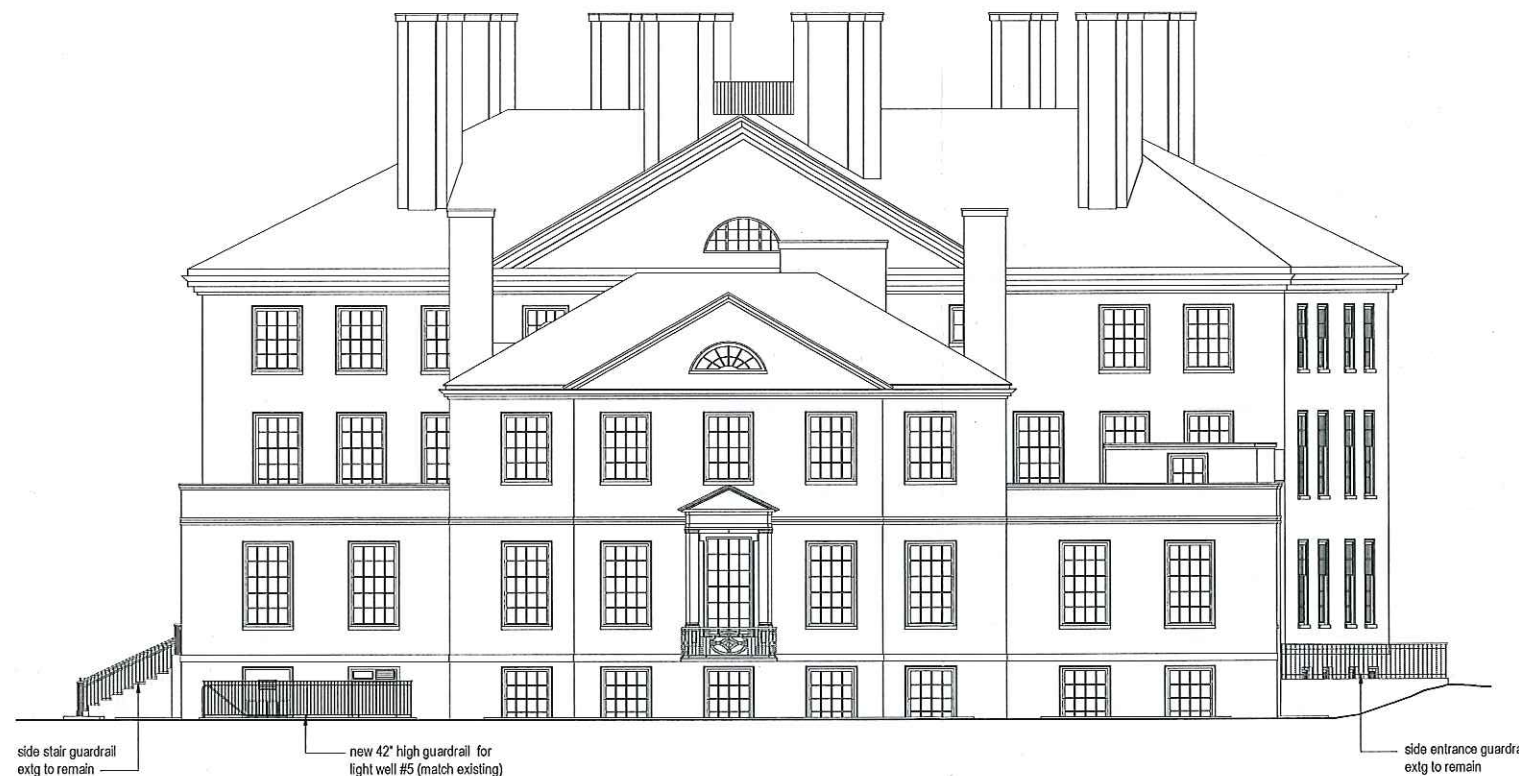 side stair guardrail
extg to remain
new 42" high guardrail for
light well #5 (match existing)
side entrance guardra
extg to remain